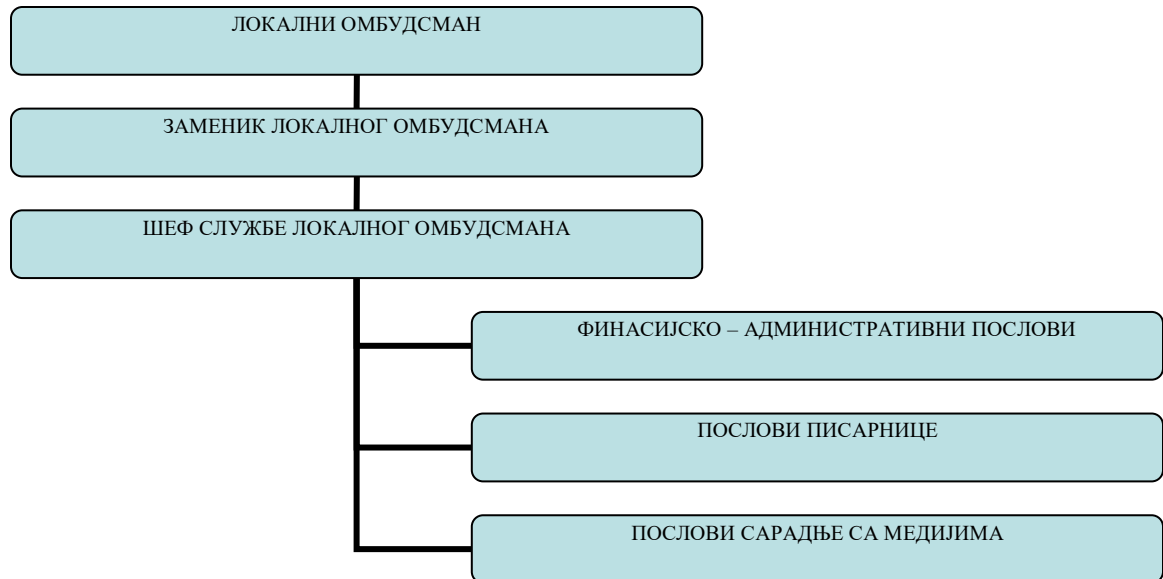 ЛОКАЛНИ ОМБУДСМАН
ЗАМЕНИК ЛОКАЛНОГ ОМБУДСМАНА
ШЕФ СЛУЖБЕ ЛОКАЛНОГ ОМБУДСМАНА
ФИНАСИЈСКО – АДМИНИСТРАТИВНИ ПОСЛОВИ
ПОСЛОВИ ПИСАРНИЦЕ
ПОСЛОВИ САРАДЊЕ СА МЕДИЈИМА